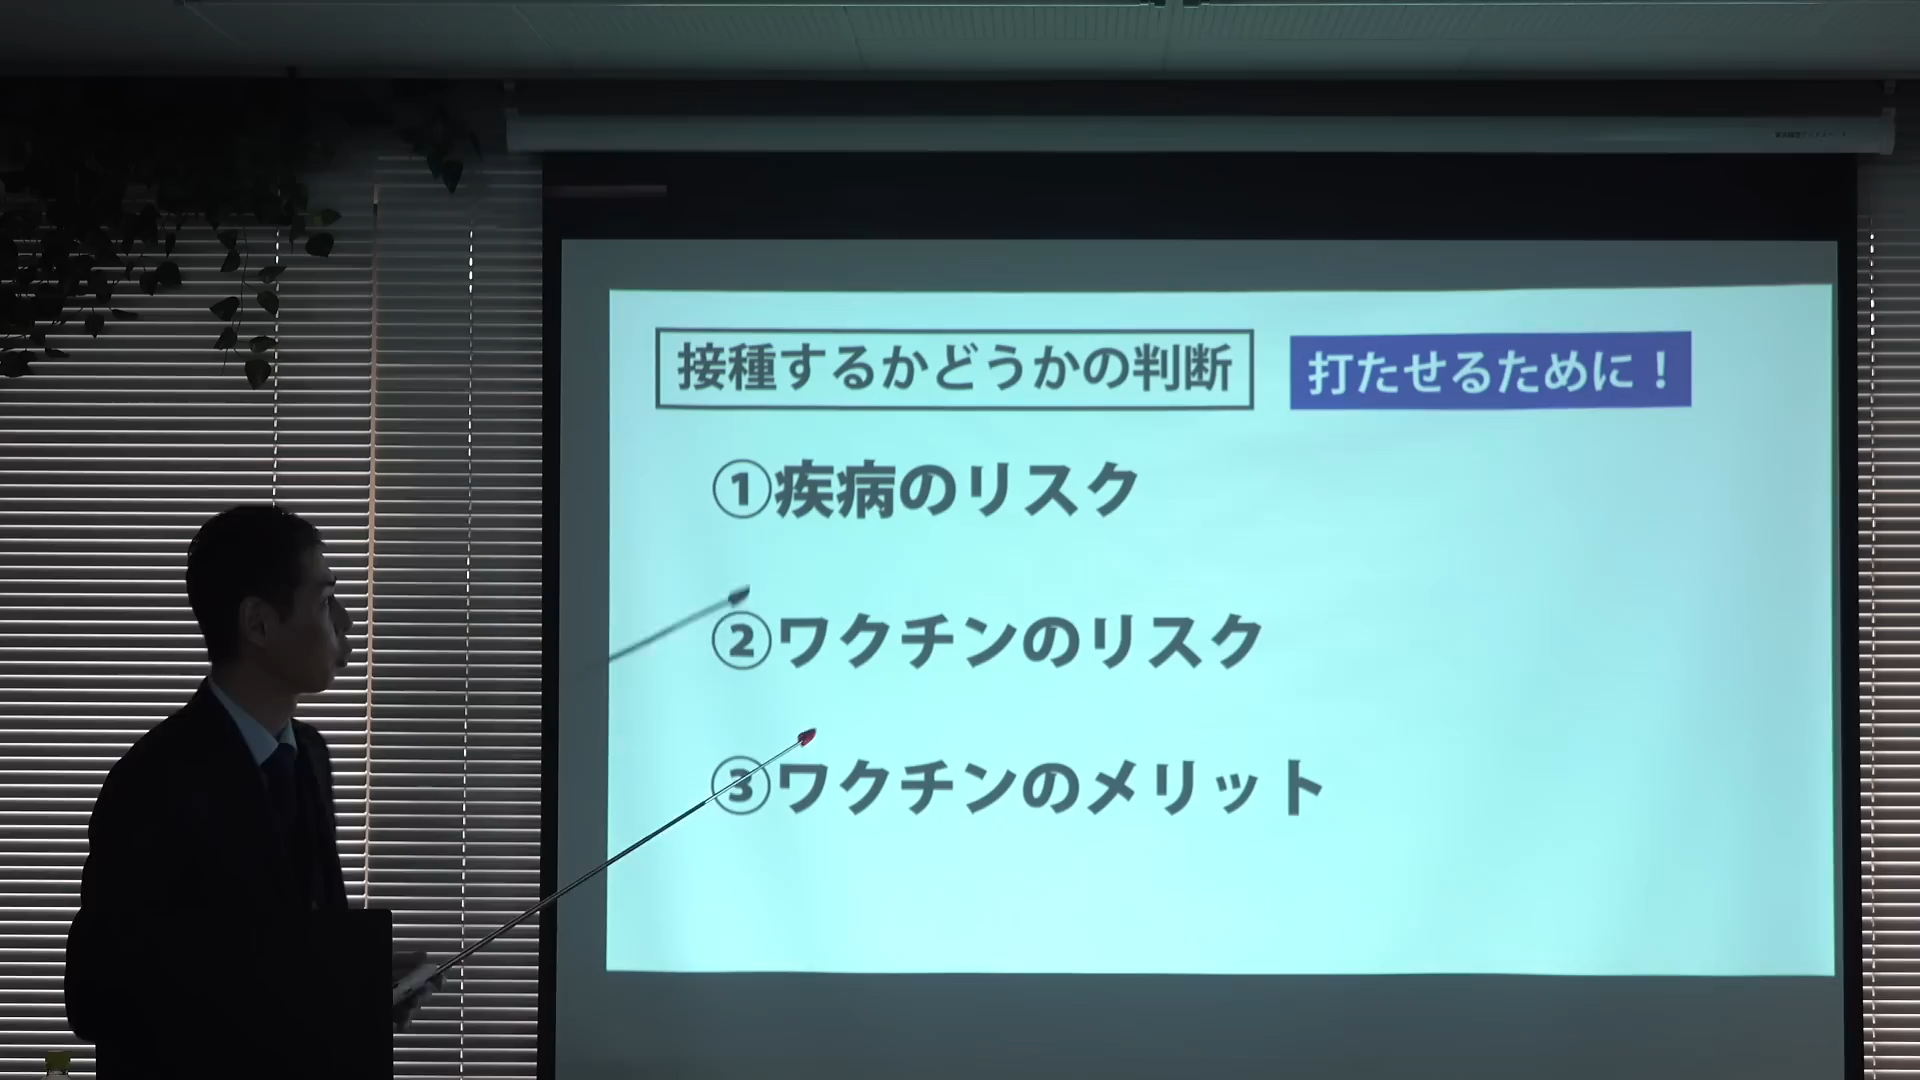 接種するかどうかの判断
打たせるために！
①疾病のリスク
②ワクチンのリスク
③ワクチンのメリット